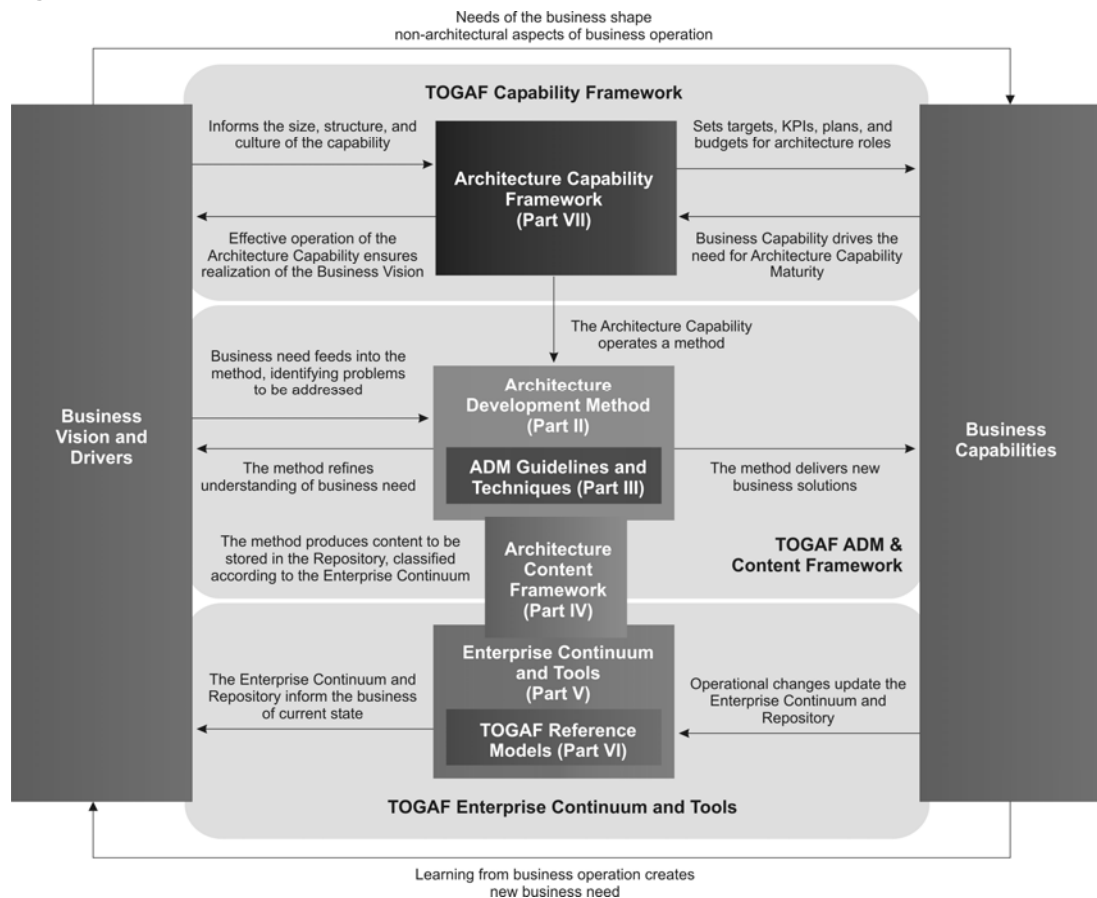 Needs of the business shape
non-architectural aspects of business operation
TOGAF Capability Framework
Informs the size, structure, and
culture of the capability
Sets targets, KPIs, plans, and
budgets for architecture roles
Architecture Capability
Framework
(Part VII)
Effective operation of the
Architecture Capability ensures
realization of the Business Vision
Business Capability drives the
need for Architecture Capability
Maturity
The Architecture Capability
operates a method
Business need feeds into the
method, identifying problems
to be addressed
Architecture
Development Method
(Part II)
Business
Vision and
Drivers
Business
Capabilities
ADM Guidelines and
Techniques (Part III)
The method refines
understanding of business need
The method delivers new
business solutions
The method produces content to be
stored in the Repository, classified
according to the Enterprise Continuum
Architecture
Content
Framework
(Part IV)
TOGAF ADM &
Content Framework
Enterprise Continuum
and Tools
(Part V)
The Enterprise Continuum and
Repository inform the business
of current state
Operational changes update the
Enterprise Continuum and
Repository
TOGAF Reference
Models (Part VI)
TOGAF Enterprise Continuum and Tools
Learning from business operation creates
new business need